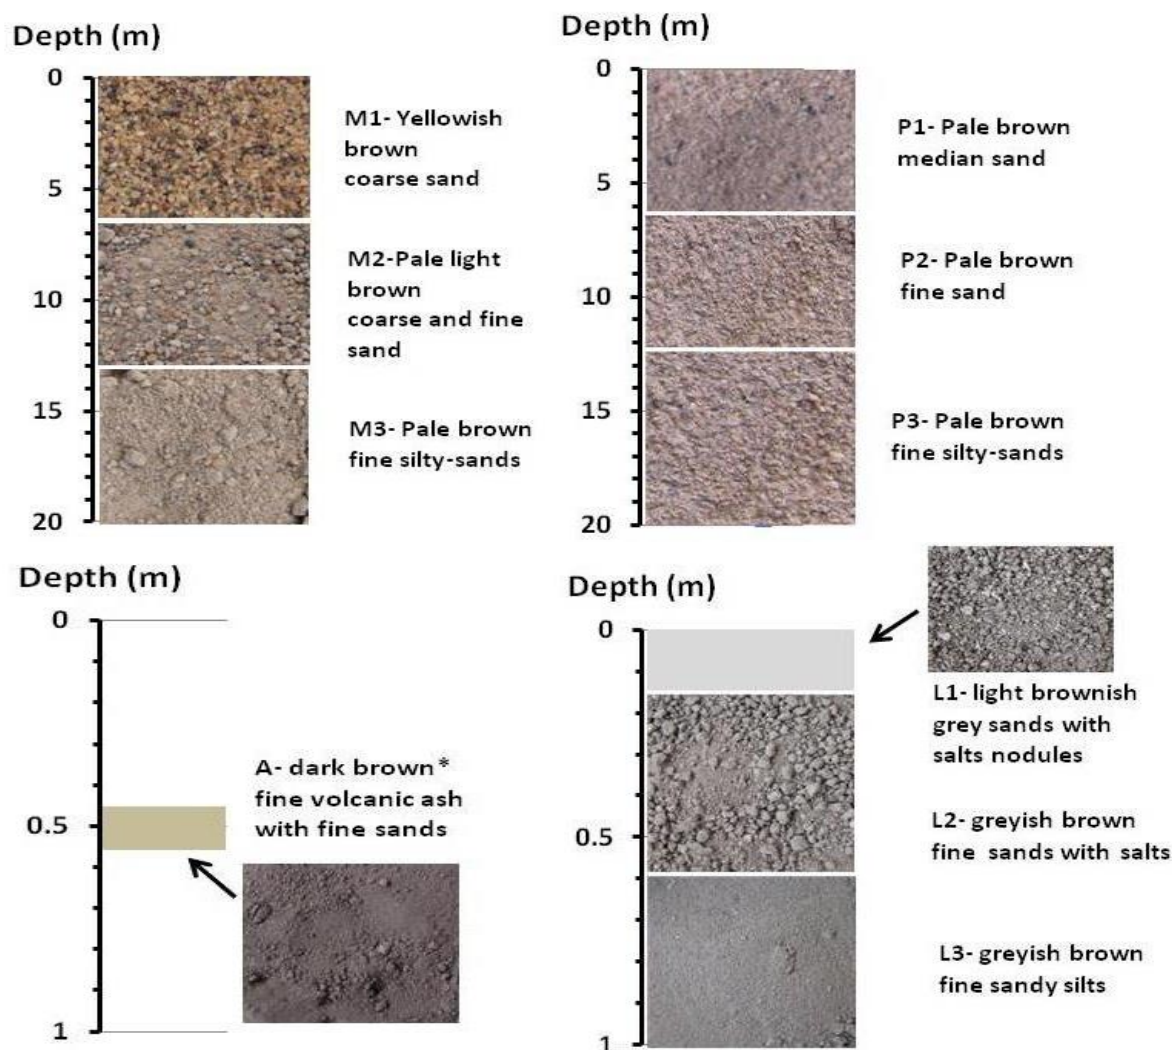 Depth (m)
0
5
10
15
20
M1- Yellowish
brown
coarse sand
M2-Pale light
brown
coarse and fine
sand
M3- Pale brown
fine silty-sands
Depth (m)
0
5
10
15
20
P1- Pale brown
median sand
P2- Pale brown
fine sand
P3- Pale brown
fine silty-sands
Depth (m)
0
0.5
1
A- dark brown*
fine volcanic ash
with fine sands
Depth (m)
0
0.5
1
L1- light brownish
grey sands with
salts nodules
L2- greyish brown
fine sands with salts
L3- greyish brown
fine sandy silts